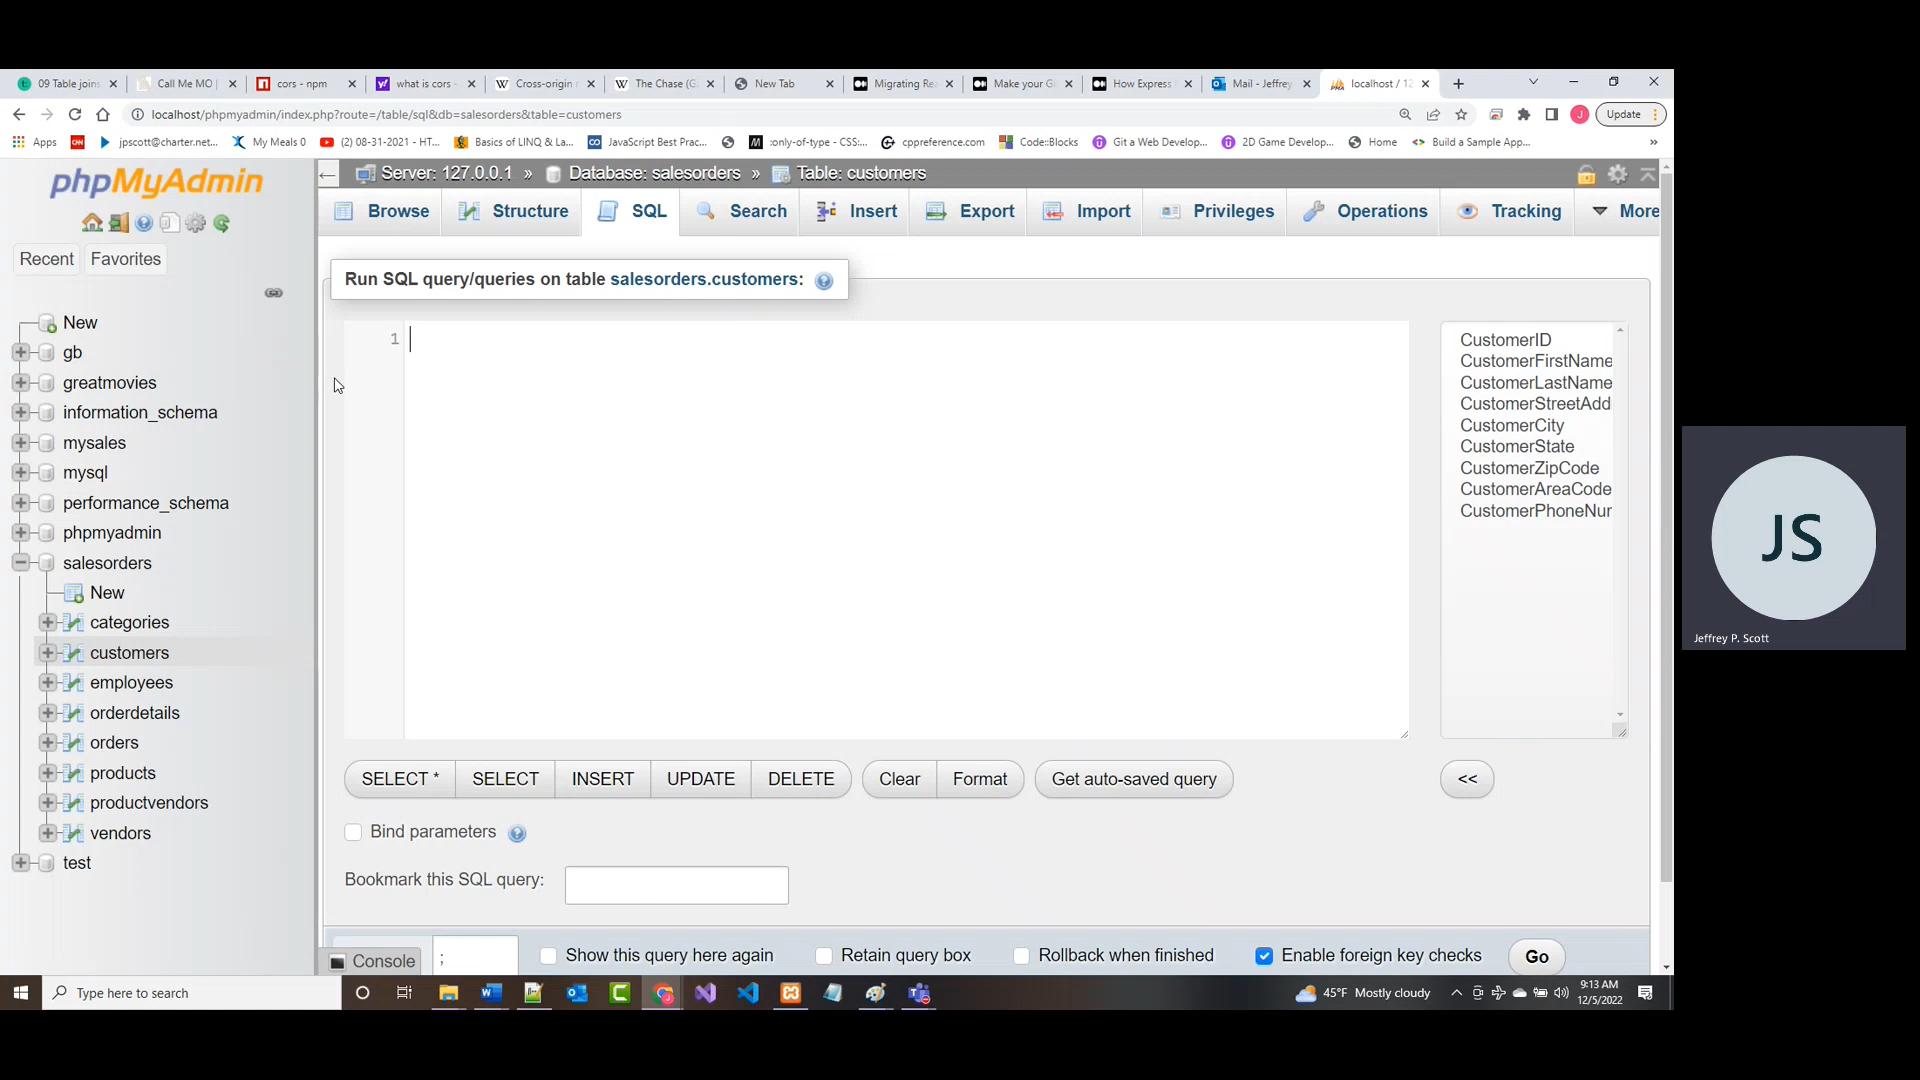 09 Table joins
Call Me MO |
cors - npm
what is cors -
Cross-origin r
The Chase (G
New Tab
Migrating Rea
Make your Gi
How Express
Mail - Jeffrey
localhost / 12
localhost/phpmyadmin/index.php?route=/table/sql&db=salesorders&table=customers
Update
Apps
CNN
jpscott@charter.net...
My Meals 0
(2) 08-31-2021 - HT...
Basics of LINQ & La...
JavaScript Best Prac...
:only-of-type - CSS:...
cppreference.com
Code::Blocks
Git a Web Develop...
2D Game Develop...
Home
Build a Sample App...
»
phpMyAdmin
Recent
Favorites
New
gb
greatmovies
information_schema
mysales
mysql
performance_schema
phpmyadmin
salesorders
New
categories
customers
employees
orderdetails
orders
products
productvendors
vendors
test
Server: 127.0.0.1 » Database: salesorders » Table: customers
Browse
Structure
SQL
Search
Insert
Export
Import
Privileges
Operations
Tracking
More
Run SQL query/queries on table salesorders.customers:
1
CustomerID
CustomerFirstName
CustomerLastName
CustomerStreetAdd
CustomerCity
CustomerState
CustomerZipCode
CustomerAreaCode
CustomerPhoneNur
SELECT *
SELECT
INSERT
UPDATE
DELETE
Clear
Format
Get auto-saved query
<<
Bind parameters
Bookmark this SQL query:
Console
;
Show this query here again
Retain query box
Rollback when finished
Enable foreign key checks
Go
Type here to search
45°F Mostly cloudy
9:13 AM
12/5/2022
JS
Jeffrey P. Scott